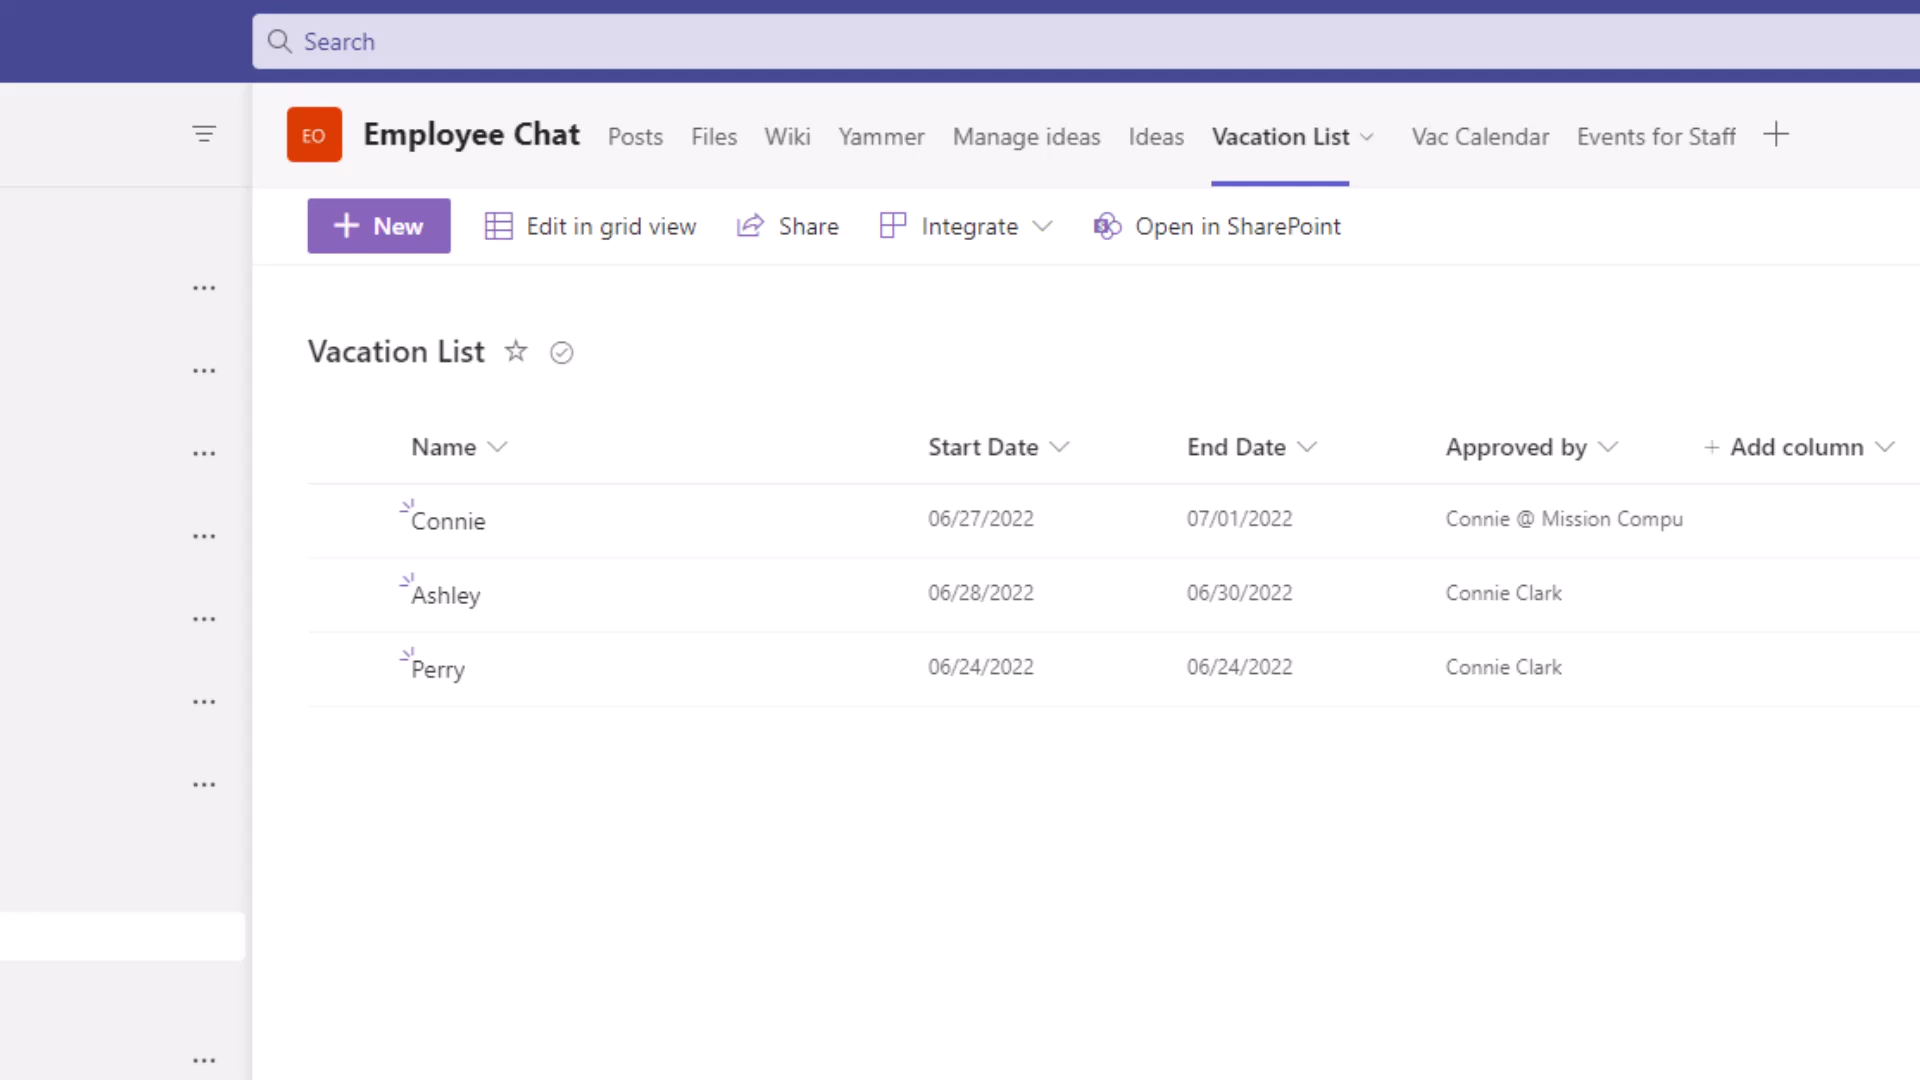 Search
EO Employee Chat Posts Files Wiki Yammer Manage ideas Ideas Vacation List Vac Calendar Events for Staff
New Edit in grid view Share Integrate Open in SharePoint
Vacation List
Name Start Date End Date Approved by Add column
Connie 06/27/2022 07/01/2022 Connie @ Mission Compu
Ashley 06/28/2022 06/30/2022 Connie Clark
Perry 06/24/2022 06/24/2022 Connie Clark